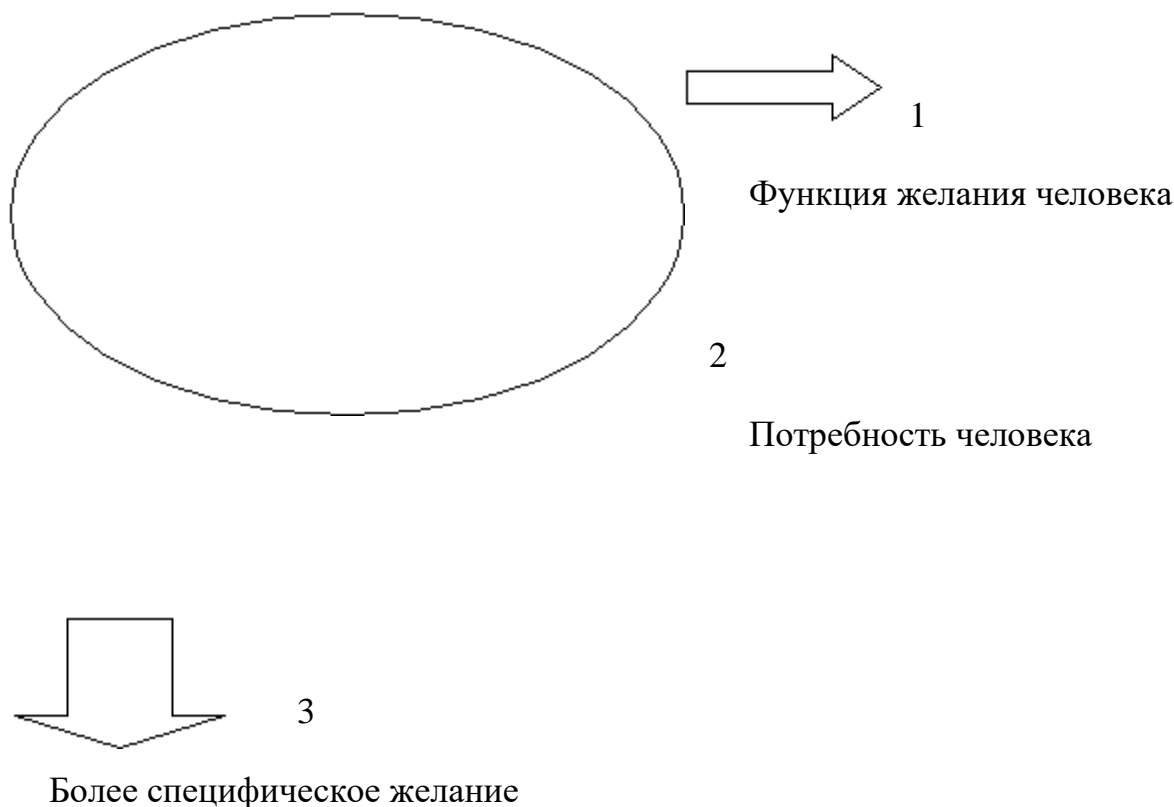 1
Функция желания человека
2
Потребность человека
3
Более специфическое желание